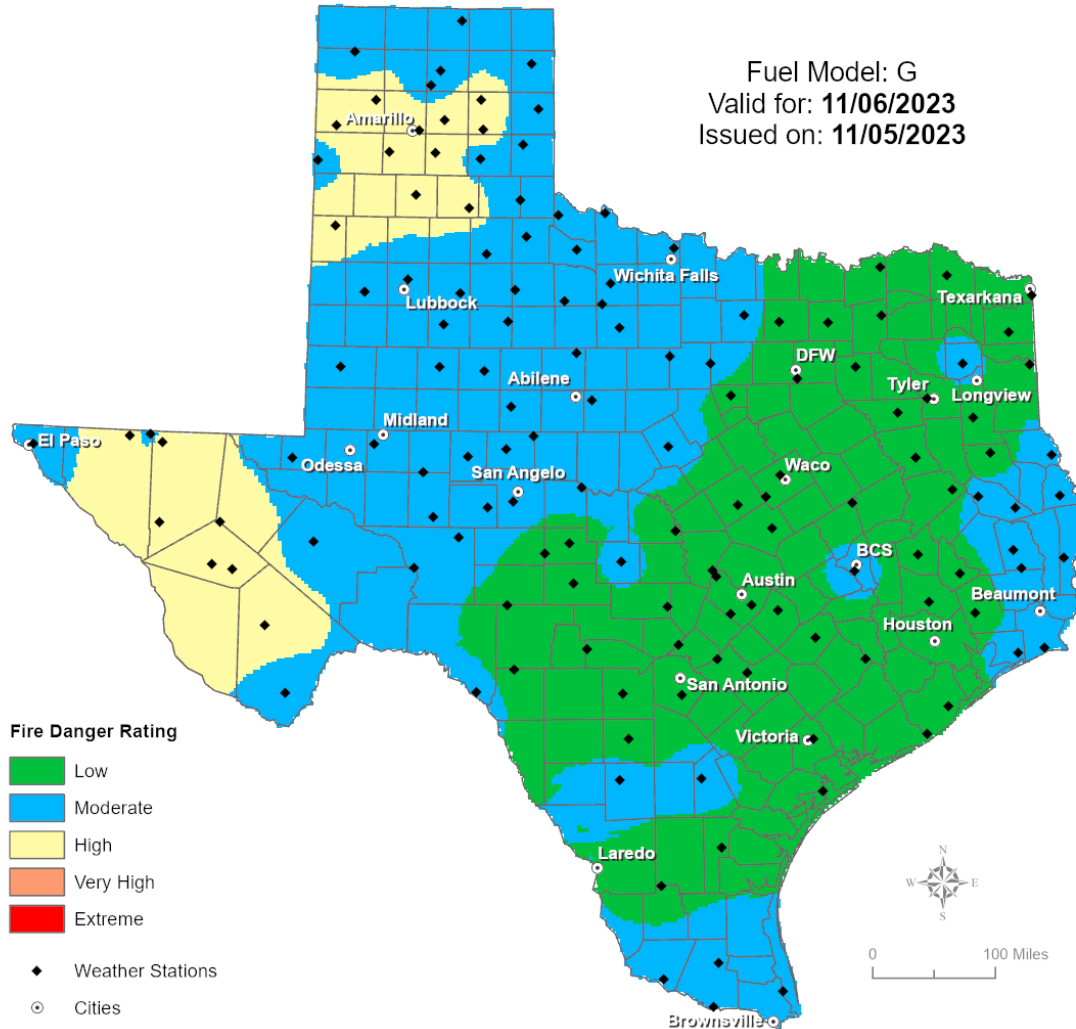 Fuel Model: G
Valid for: 11/06/2023
Issued on: 11/05/2023
Amarillo
Wichita Falls
Lubbock
Texarkana
DFW
Abilene
Tyler
Longview
Midland
El Paso
Odessa
San Angelo
Waco
BCS
Austin
Beaumont
Houston
San Antonio
Victoria
Laredo
Brownsville
Fire Danger Rating
Low
Moderate
High
Very High
Extreme
Weather Stations
Cities
N
W E
S
0 100 Miles